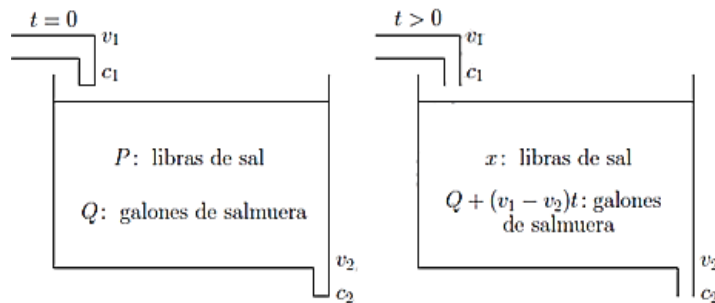 t = 0
v₁
c₁
P: libras de sal
Q: galones de salmuera
v₂
c₂
t > 0
v₁
c₁
x: libras de sal
Q + (v₁ − v₂)t: galones
de salmuera
v₂
c₂